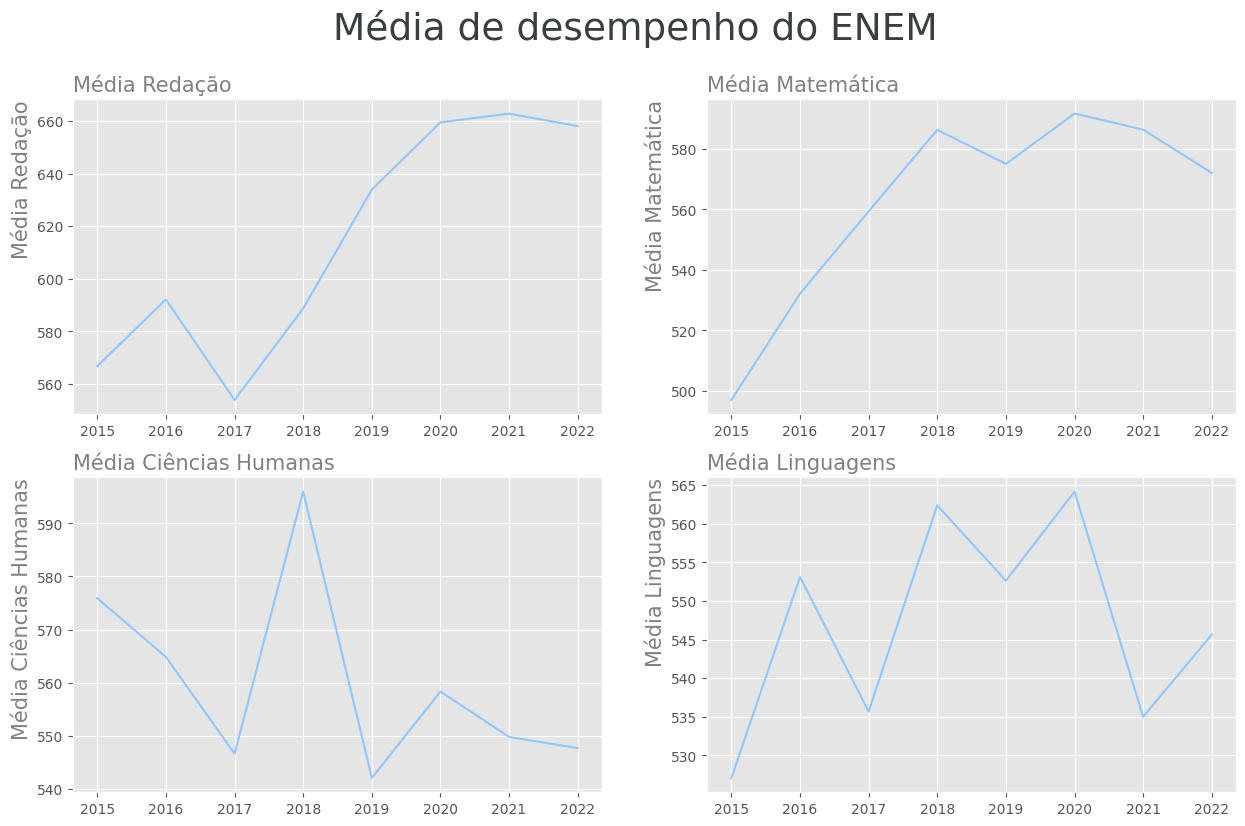 Média de desempenho do ENEM
Média Redação
Média Redação
660
640
620
600
580
560
2015 2016 2017 2018 2019 2020 2021 2022
Média Matemática
Média Matemática
580
560
540
520
500
2015 2016 2017 2018 2019 2020 2021 2022
Média Ciências Humanas
Média Ciências Humanas
590
580
570
560
550
540
2015 2016 2017 2018 2019 2020 2021 2022
Média Linguagens
Média Linguagens
565
560
555
550
545
540
535
530
2015 2016 2017 2018 2019 2020 2021 2022